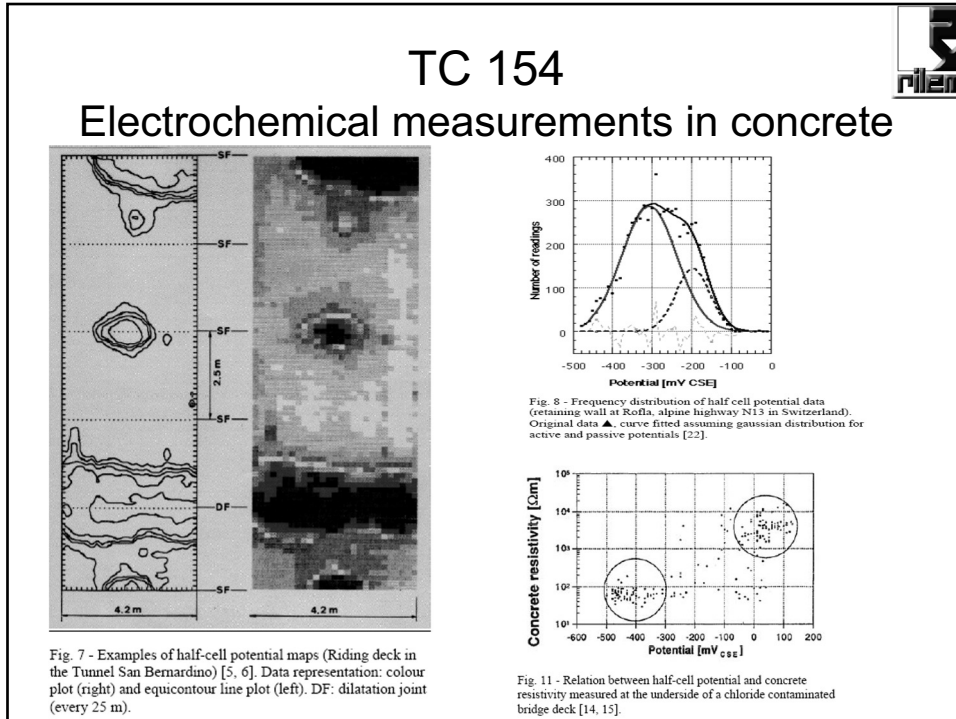 TC 154
rilem
Electrochemical measurements in concrete
SF
SF
SF
2.5 m
SF
DF
SF
4.2 m
4.2 m
Fig. 7 - Examples of half-cell potential maps (Riding deck in
the Tunnel San Bernardino) [5, 6]. Data representation: colour
plot (right) and equicontour line plot (left). DF: dilatation joint
(every 25 m).
400
300
200
100
0
Number of readings
-500 -400 -300 -200 -100 0
Potential [mV CSE]
Fig. 8 - Frequency distribution of half cell potential data
(retaining wall at Rofla, alpine highway N13 in Switzerland).
Original data ▲, curve fitted assuming gaussian distribution for
active and passive potentials [22].
10⁵
10⁴
10³
10²
10¹
Concrete resistivity [Ωm]
-600 -500 -400 -300 -200 -100 0 100 200
Potential [mV CSE]
Fig. 11 - Relation between half-cell potential and concrete
resistivity measured at the underside of a chloride contaminated
bridge deck [14, 15].